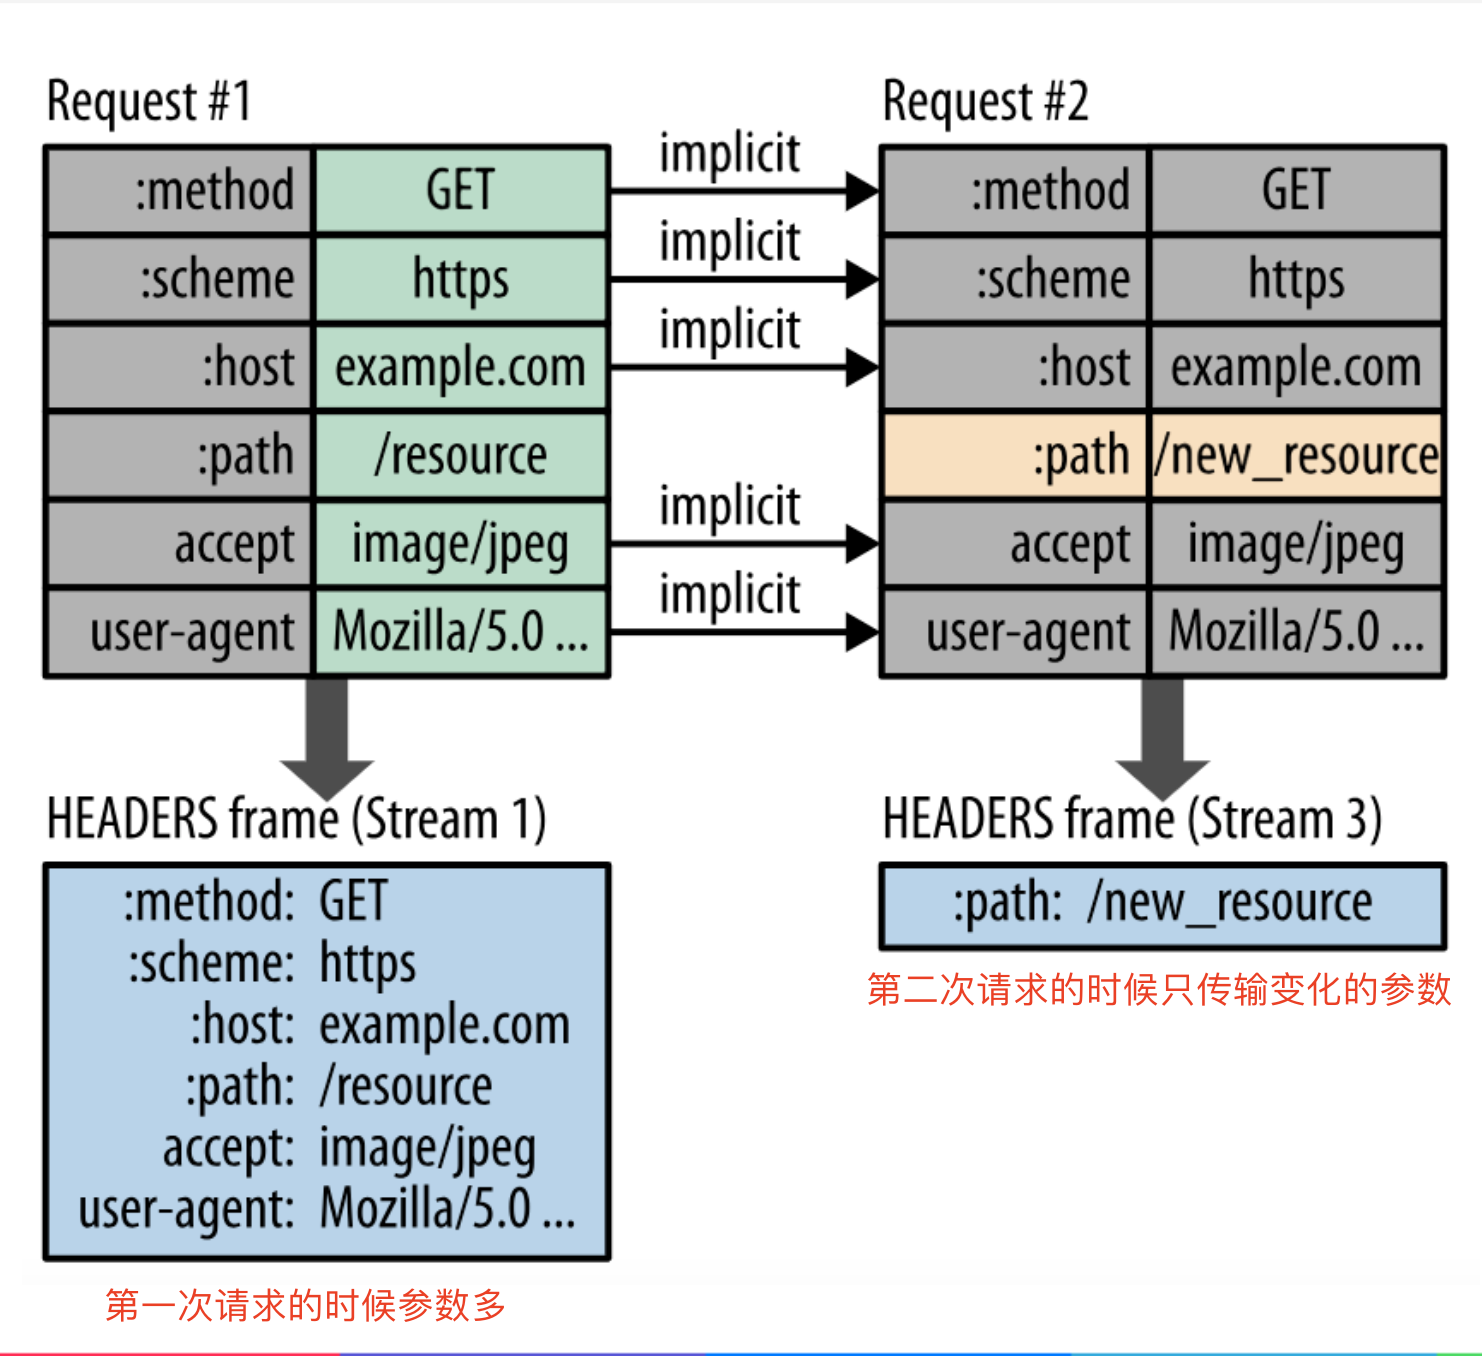 Request #1
:method GET
:scheme https
:host example.com
:path /resource
accept image/jpeg
user-agent Mozilla/5.0 ...
implicit
implicit
implicit
implicit
implicit
Request #2
:method GET
:scheme https
:host example.com
:path /new_resource
accept image/jpeg
user-agent Mozilla/5.0 ...
HEADERS frame (Stream 1)
:method: GET
:scheme: https
:host: example.com
:path: /resource
accept: image/jpeg
user-agent: Mozilla/5.0 ...
第一次请求的时候参数多
HEADERS frame (Stream 3)
:path: /new_resource
第二次请求的时候只传输变化的参数